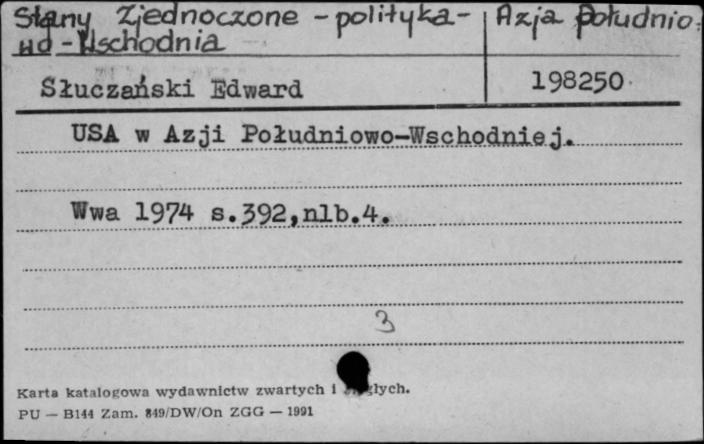 Stany Zjednoczone - polityka - Azja Południo
wo - Wschodnia
Słuczański Edward 198250
USA w Azji Południowo-Wschodniej.
Wwa 1974 s.392,nlb.4.
3
Karta katalogowa wydawnictw zwartych i
PU — B144 Zam. 849/DW/On ZGG — 1991